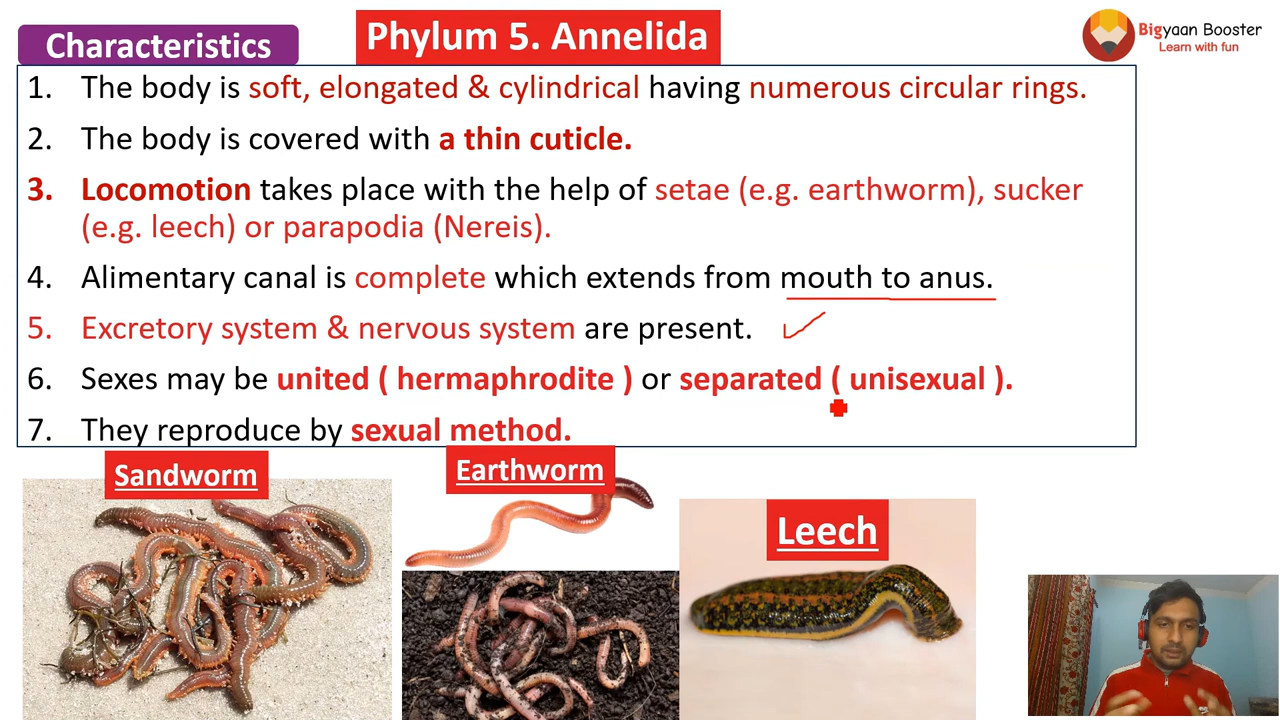 Characteristics
Phylum 5. Annelida
Bigyaan Booster
Learn with fun
1. The body is soft, elongated & cylindrical having numerous circular rings.
2. The body is covered with a thin cuticle.
3. Locomotion takes place with the help of setae (e.g. earthworm), sucker
(e.g. leech) or parapodia (Nereis).
4. Alimentary canal is complete which extends from mouth to anus.
5. Excretory system & nervous system are present.
6. Sexes may be united ( hermaphrodite ) or separated ( unisexual ).
7. They reproduce by sexual method.
Sandworm
Earthworm
Leech